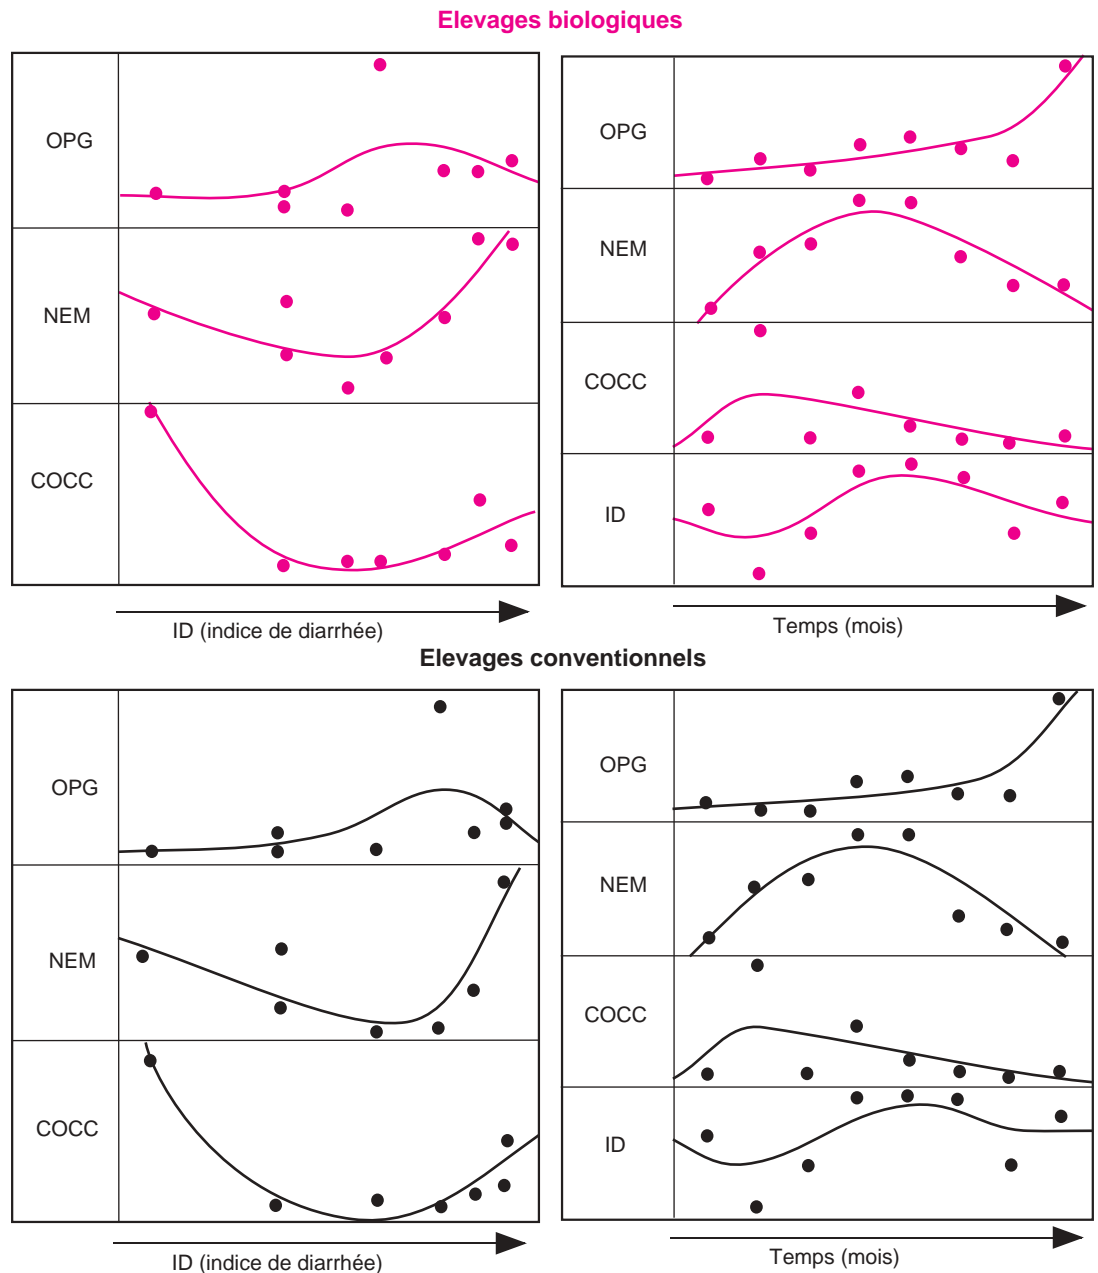 Elevages biologiques
OPG
NEM
COCC
ID (indice de diarrhée)
OPG
NEM
COCC
ID
Temps (mois)
Elevages conventionnels
OPG
NEM
COCC
ID (indice de diarrhée)
OPG
NEM
COCC
ID
Temps (mois)